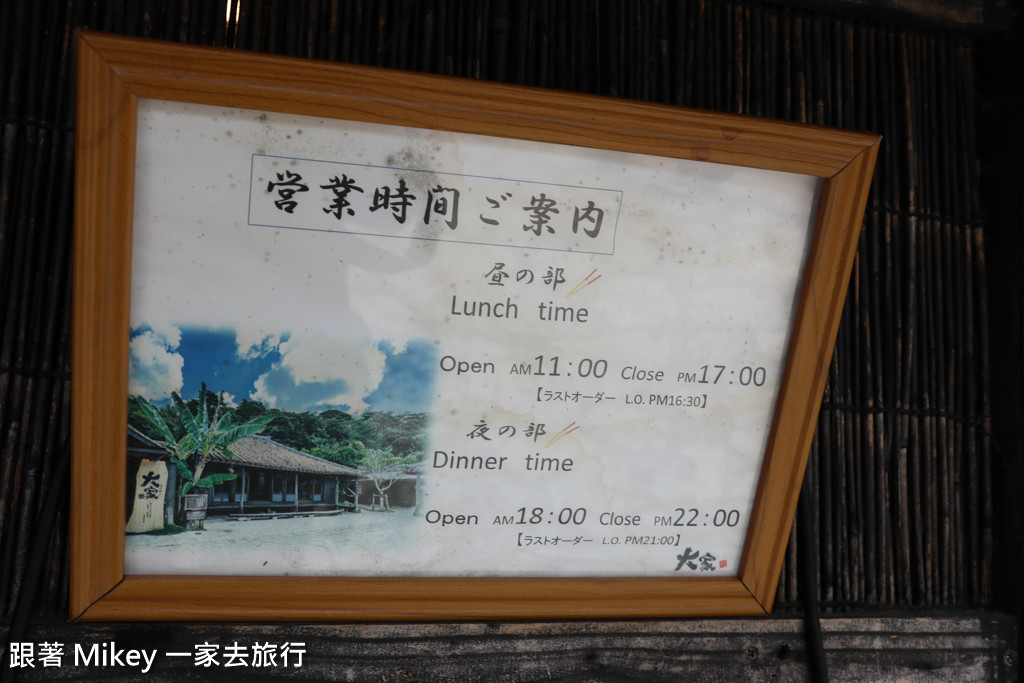 営業時間ご案内
昼の部
Lunch time
Open AM11:00 Close PM17:00
【ラストオーダー L.O. PM16:30】
夜の部
Dinner time
Open AM18:00 Close PM22:00
【ラストオーダー L.O. PM21:00】
大家
大家
跟著 Mikey 一家去旅行